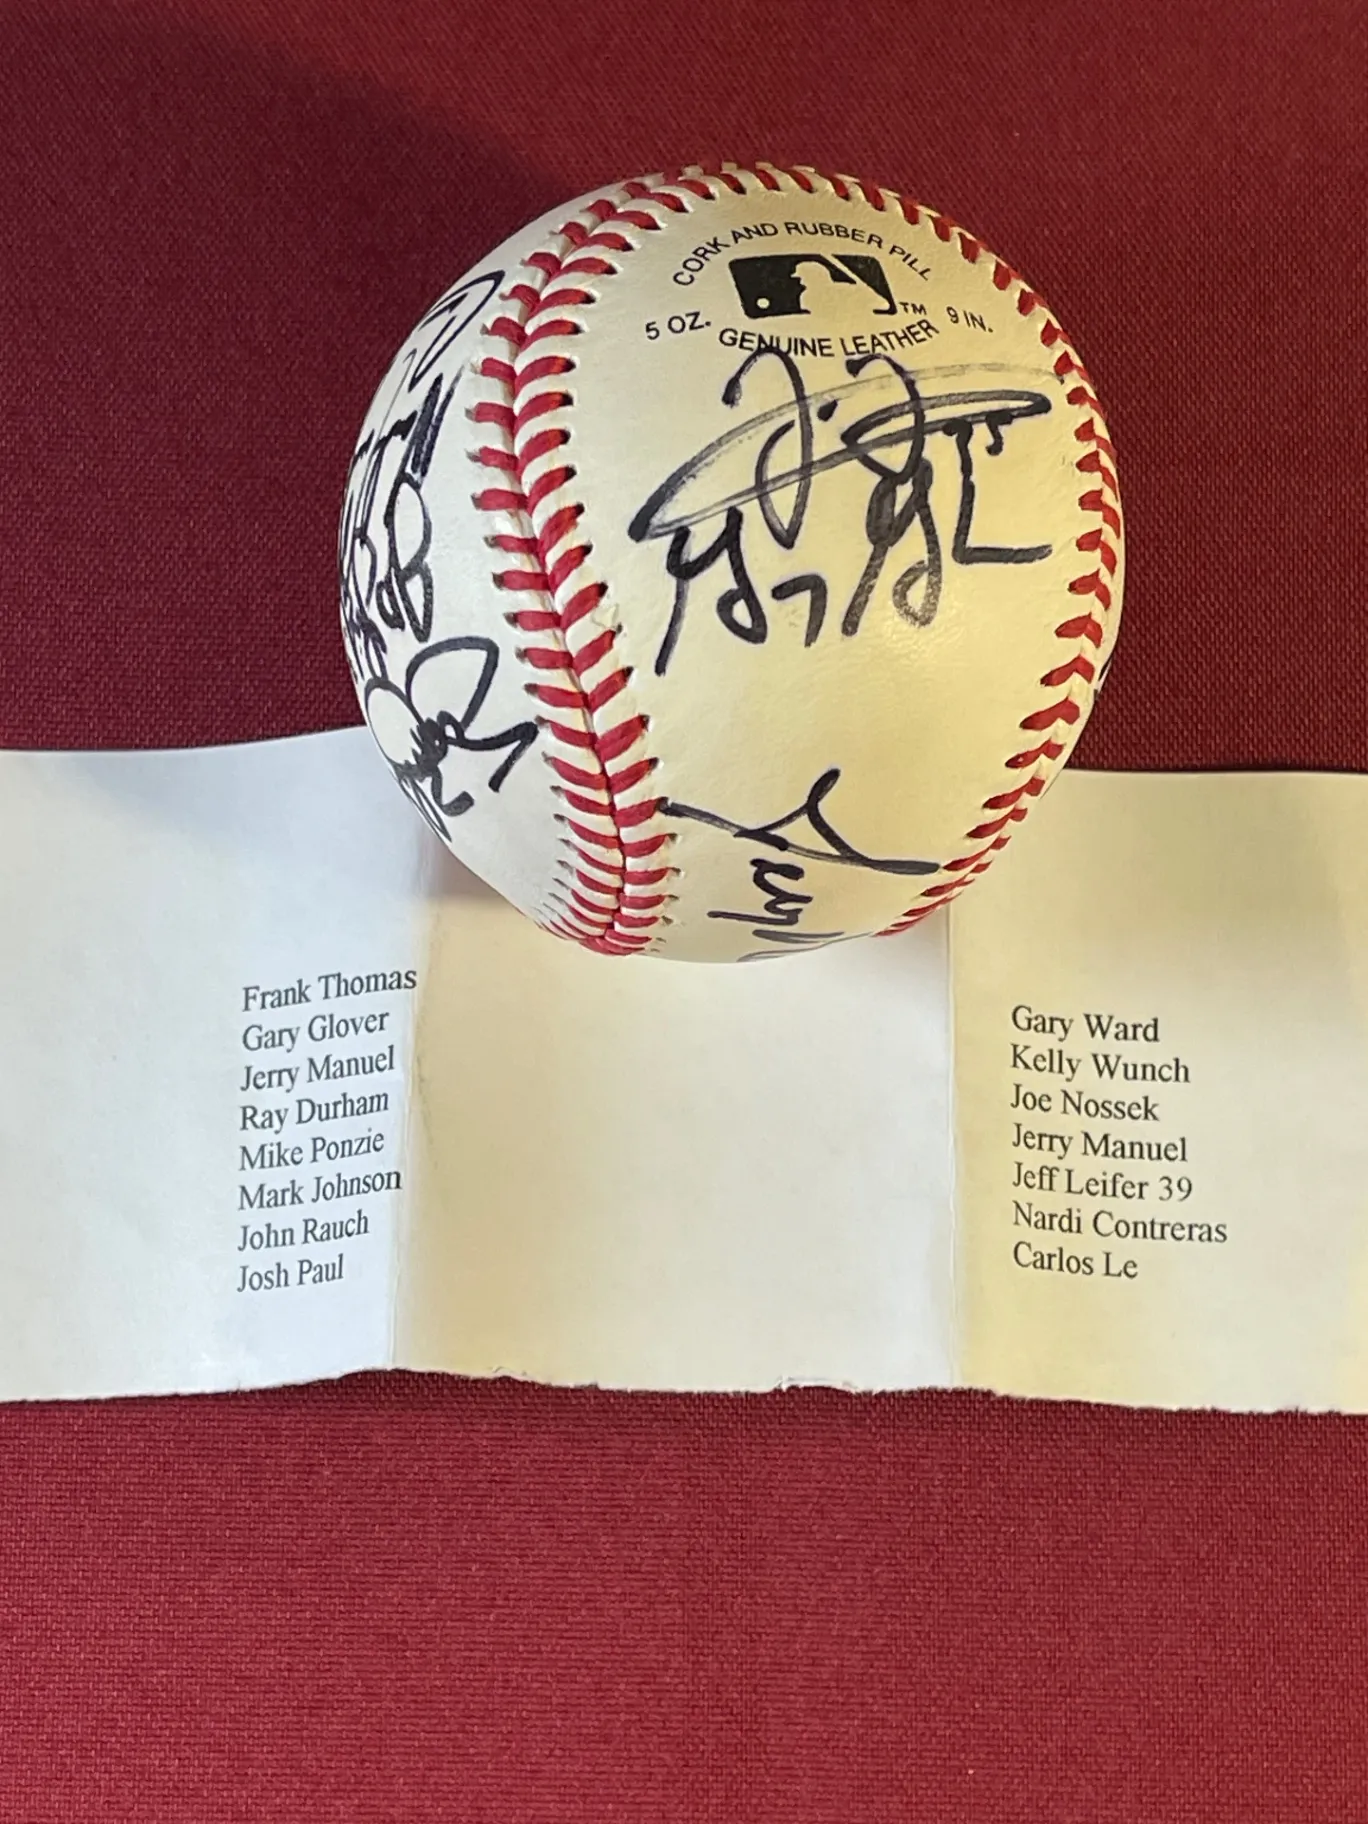 CORK AND RUBBER PILL
5 OZ.
TM
9 IN.
GENUINE LEATHER
35
Frank Thomas
Gary Glover
Jerry Manuel
Ray Durham
Mike Ponzie
Mark Johnson
John Rauch
Josh Paul
Gary Ward
Kelly Wunch
Joe Nossek
Jerry Manuel
Jeff Leifer 39
Nardi Contreras
Carlos Le